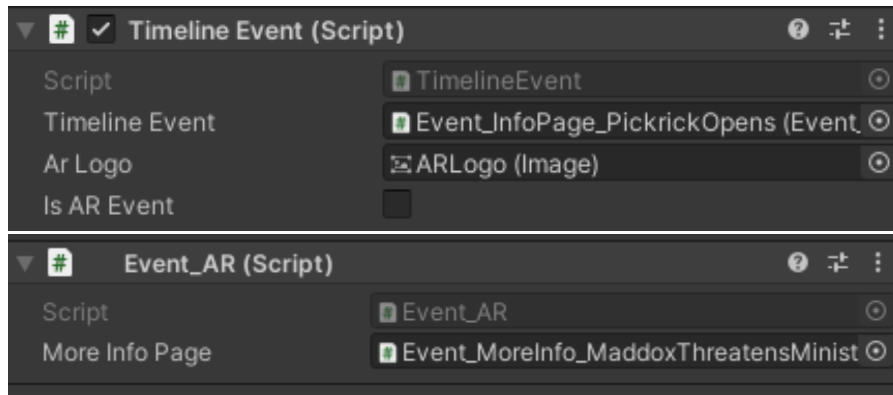 # Timeline Event (Script)
Script # TimelineEvent
Timeline Event # Event_InfoPage_PickrickOpens (Event_
Ar Logo ARLogo (Image)
Is AR Event
# Event_AR (Script)
Script # Event_AR
More Info Page # Event_MoreInfo_MaddoxThreatensMinist